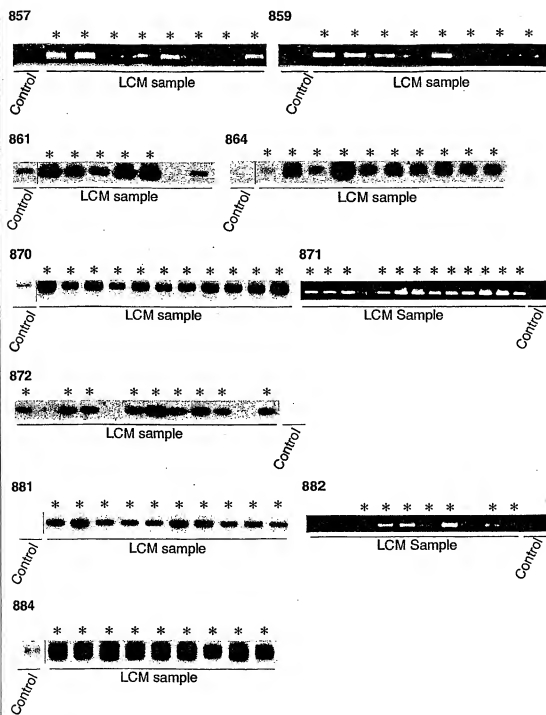 857 * * * * * * * *
Control LCM sample
859 * * * * * * * *
Control LCM sample
861
* * * * *
Control LCM sample
864
* * * * * * * * * *
Control LCM sample
870
* * * * * * * * * * *
Control LCM sample
871
* * * * * * * * * * * *
LCM Sample Control
872
* * * * * * * * *
LCM sample Control
881
* * * * * * * * * *
Control LCM sample
882
* * * * * * *
LCM Sample Control
884
* * * * * * * * *
Control LCM sample